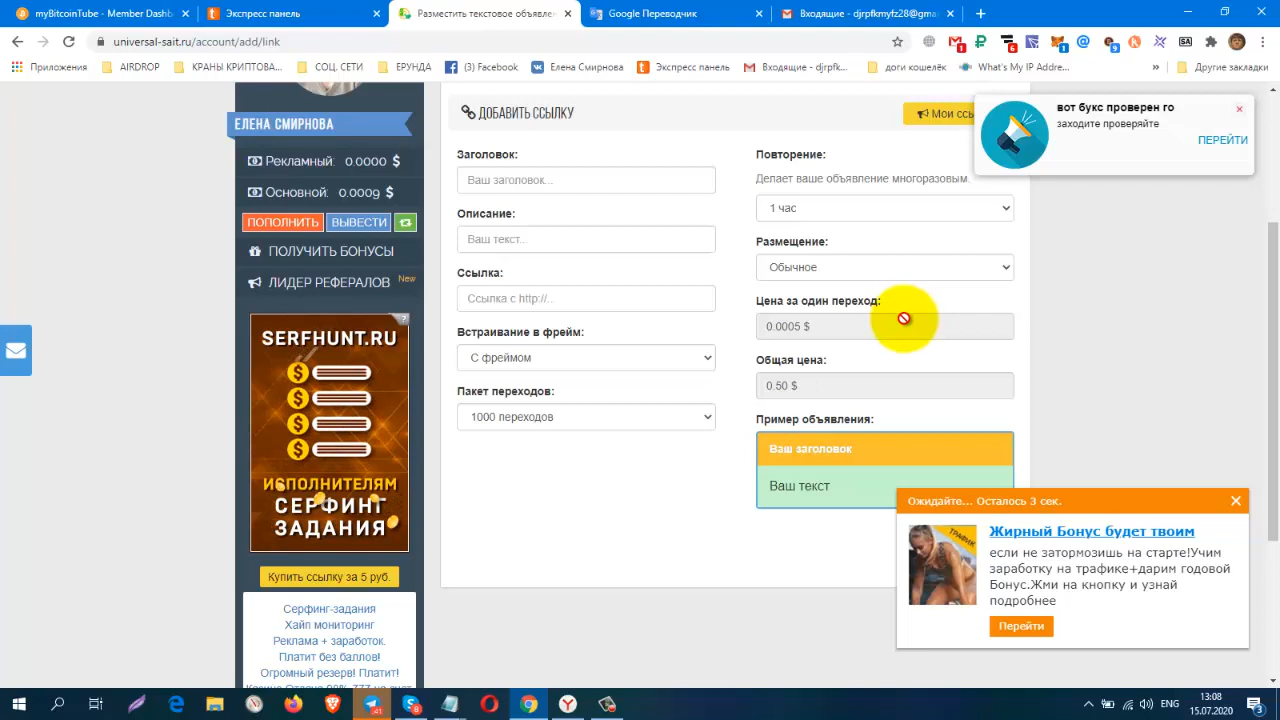 myBitcoinTube - Member Dashb
Экспресс панель
Разместить текстовое объявле
Google Переводчик
Входящие - djrpfkmyfz28@gma
universal-sait.ru/account/add/link
1
6
1
9
Приложения
AIRDROP
КРАНЫ КРИПТОВА...
СОЦ. СЕТИ
ЕРУНДА
(3) Facebook
Елена Смирнова
Экспресс панель
Входящие - djrpfk...
доги кошелёк
What's My IP Addre...
»
Другие закладки
ЕЛЕНА СМИРНОВА
Рекламный: 0.0000 $
Основной: 0.0009 $
ПОПОЛНИТЬ
ВЫВЕСТИ
ПОЛУЧИТЬ БОНУСЫ
ЛИДЕР РЕФЕРАЛОВ New
SERFHUNT.RU
ИСПОЛНИТЕЛЯМ
СЕРФИНГ
ЗАДАНИЯ
Купить ссылку за 5 руб.
Серфинг-задания
Хайп мониторинг
Реклама + заработок.
Платит без баллов!
Огромный резерв! Платит!
ДОБАВИТЬ ССЫЛКУ
Мои ссы
Заголовок:
Ваш заголовок...
Описание:
Ваш текст...
Ссылка:
Ссылка с http://...
Встраивание в фрейм:
С фреймом
Пакет переходов:
1000 переходов
Повторение:
Делает ваше объявление многоразовым.
1 час
Размещение:
Обычное
Цена за один переход:
0.0005 $
Общая цена:
0.50 $
Пример объявления:
Ваш заголовок
Ваш текст
вот букс проверен го
заходите проверяйте
ПЕРЕЙТИ
Ожидайте... Осталось 3 сек.
ТРАФИК
Жирный Бонус будет твоим
если не затормозишь на старте!Учим
заработку на трафике+дарим годовой
Бонус.Жми на кнопку и узнай
подробнее
Перейти
41
8
ENG
13:08
15.07.2020
3